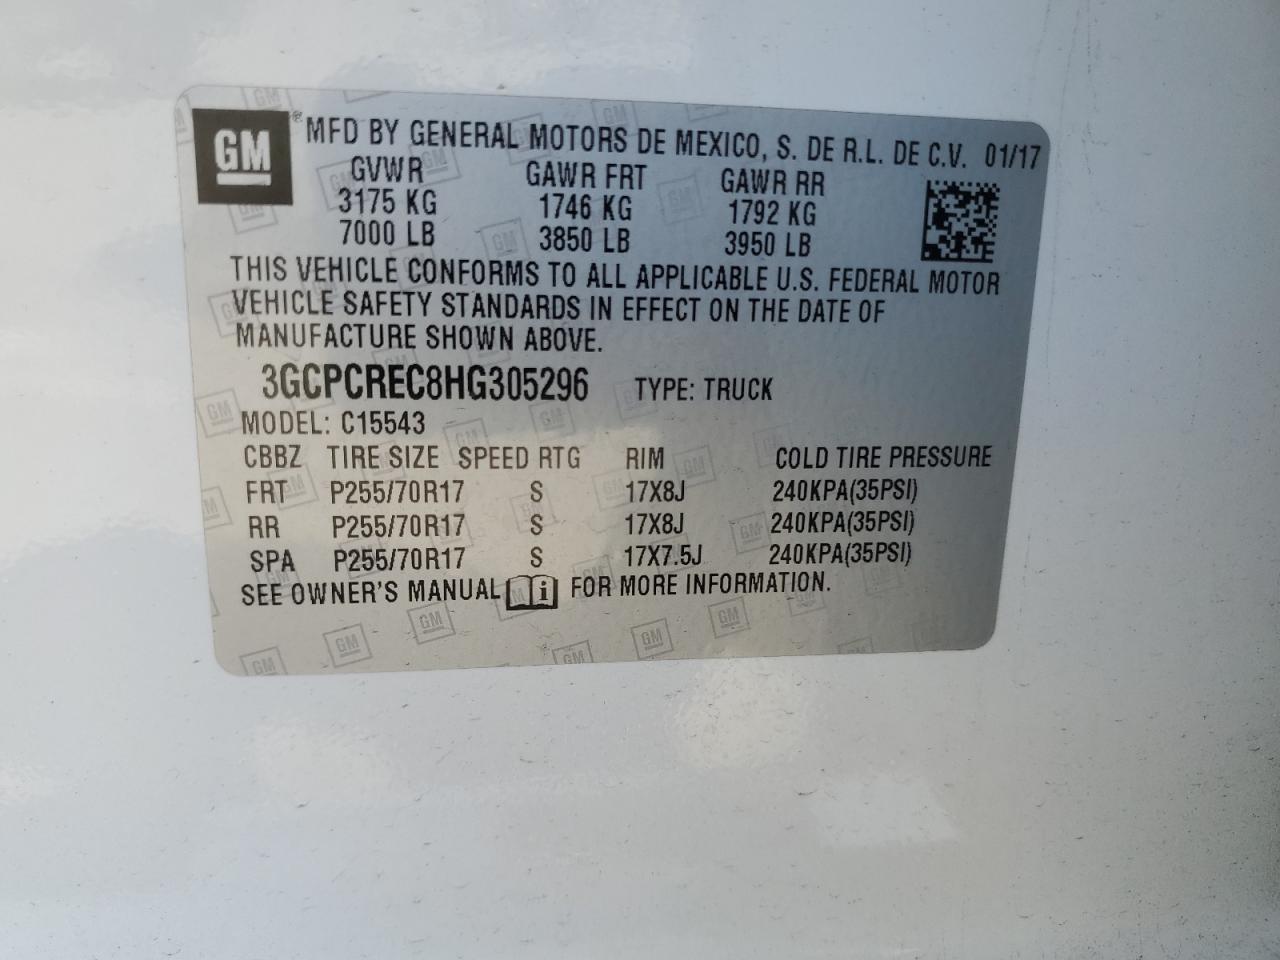 GM
MFD BY GENERAL MOTORS DE MEXICO, S. DE R.L. DE C.V. 01/17
GVWR GAWR FRT GAWR RR
3175 KG 1746 KG 1792 KG
7000 LB 3850 LB 3950 LB
THIS VEHICLE CONFORMS TO ALL APPLICABLE U.S. FEDERAL MOTOR
VEHICLE SAFETY STANDARDS IN EFFECT ON THE DATE OF
MANUFACTURE SHOWN ABOVE.
3GCPCREC8HG305296 TYPE: TRUCK
MODEL: C15543
CBBZ TIRE SIZE SPEED RTG RIM COLD TIRE PRESSURE
FRT P255/70R17 S 17X8J 240KPA(35PSI)
RR P255/70R17 S 17X8J 240KPA(35PSI)
SPA P255/70R17 S 17X7.5J 240KPA(35PSI)
SEE OWNER'S MANUAL i FOR MORE INFORMATION.